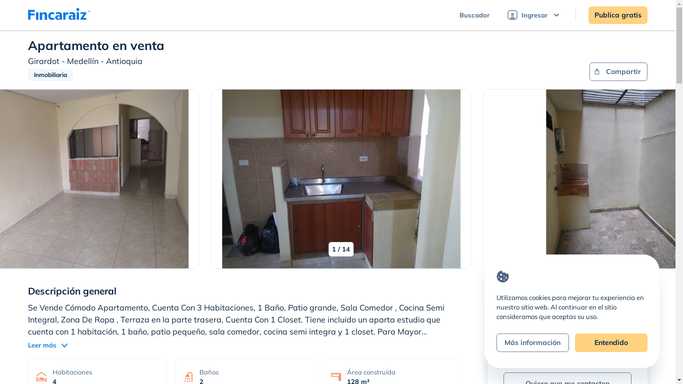 Fincaraiz
Buscador
Ingresar
Publica gratis
Apartamento en venta
Girardot - Medellín - Antioquia
Inmobiliaria
Compartir
1 / 14
Descripción general
Se Vende Cómodo Apartamento, Cuenta Con 3 Habitaciones, 1 Baño. Patio grande, Sala Comedor , Cocina Semi
Integral, Zona De Ropa , Terraza en la parte trasera, Cuenta Con 1 Closet. Tiene incluido un aparta estudio que
cuenta con 1 habitación, 1 baño, patio pequeño, sala comedor, cocina semi integra y 1 closet. Para Mayor...
Leer más
Habitaciones
4
Baños
2
Área construida
128 m²
Utilizamos cookies para mejorar tu experiencia en
nuestro sitio web. Al continuar en el sitio
consideramos que aceptas su uso.
Más información
Entendido
Quiero que me contacten